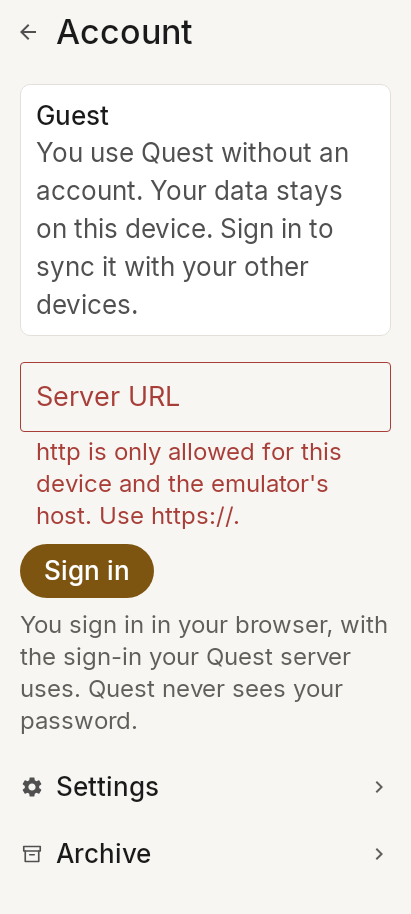 Account
Guest
You use Quest without an
account. Your data stays
on this device. Sign in to
sync it with your other
devices.
Server URL
http is only allowed for this
device and the emulator's
host. Use https://.
Sign in
You sign in in your browser, with
the sign-in your Quest server
uses. Quest never sees your
password.
Settings
Archive